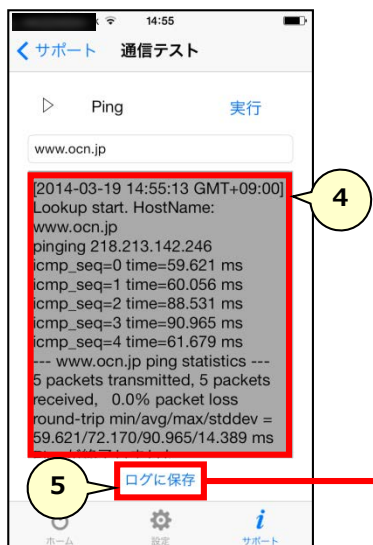 14:55
サポート 通信テスト
Ping 実行
www.ocn.jp
[2014-03-19 14:55:13 GMT+09:00]
Lookup start. HostName:
www.ocn.jp
pinging 218.213.142.246
icmp_seq=0 time=59.621 ms
icmp_seq=1 time=60.056 ms
icmp_seq=2 time=88.531 ms
icmp_seq=3 time=90.965 ms
icmp_seq=4 time=61.679 ms
--- www.ocn.jp ping statistics ---
5 packets transmitted, 5 packets
received, 0.0% packet loss
round-trip min/avg/max/stddev =
59.621/72.170/90.965/14.389 ms
4
ログに保存
5
ホーム 設定 サポート